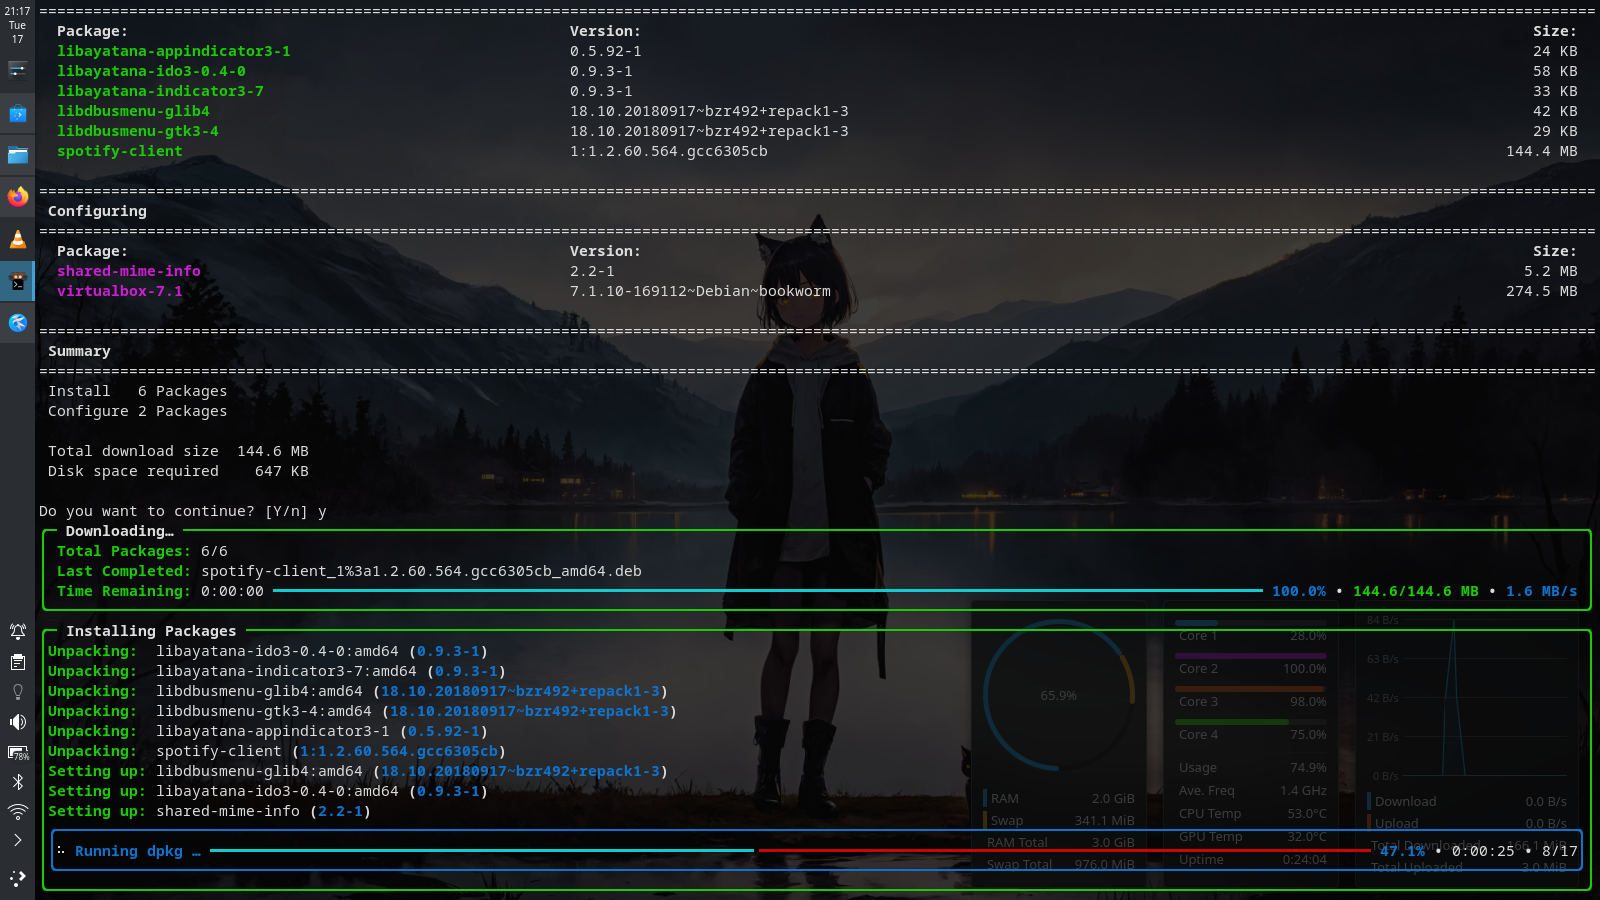 21:17
Tue
17
================================================================================
Package: Version: Size:
libayatana-appindicator3-1 0.5.92-1 24 KB
libayatana-ido3-0.4-0 0.9.3-1 58 KB
libayatana-indicator3-7 0.9.3-1 33 KB
libdbusmenu-glib4 18.10.20180917~bzr492+repack1-3 42 KB
libdbusmenu-gtk3-4 18.10.20180917~bzr492+repack1-3 29 KB
spotify-client 1:1.2.60.564.gcc6305cb 144.4 MB
================================================================================
Configuring
================================================================================
Package: Version: Size:
shared-mime-info 2.2-1 5.2 MB
virtualbox-7.1 7.1.10-169112~Debian~bookworm 274.5 MB
================================================================================
Summary
================================================================================
Install 6 Packages
Configure 2 Packages
Total download size 144.6 MB
Disk space required 647 KB
Do you want to continue? [Y/n] y
Downloading…
Total Packages: 6/6
Last Completed: spotify-client_1%3a1.2.60.564.gcc6305cb_amd64.deb
Time Remaining: 0:00:00 100.0% • 144.6/144.6 MB • 1.6 MB/s
Installing Packages
Unpacking: libayatana-ido3-0.4-0:amd64 (0.9.3-1)
Unpacking: libayatana-indicator3-7:amd64 (0.9.3-1)
Unpacking: libdbusmenu-glib4:amd64 (18.10.20180917~bzr492+repack1-3)
Unpacking: libdbusmenu-gtk3-4:amd64 (18.10.20180917~bzr492+repack1-3)
Unpacking: libayatana-appindicator3-1 (0.5.92-1)
Unpacking: spotify-client (1:1.2.60.564.gcc6305cb)
Setting up: libdbusmenu-glib4:amd64 (18.10.20180917~bzr492+repack1-3)
Setting up: libayatana-ido3-0.4-0:amd64 (0.9.3-1)
Setting up: shared-mime-info (2.2-1)
Running dpkg … 47.1% • 0:00:25 • 8/17
78%
65.9%
RAM 2.0 GiB
Swap 341.1 MiB
RAM Total 3.0 GiB
Swap Total 976.0 MiB
Core 1 28.0%
Core 2 100.0%
Core 3 98.0%
Core 4 75.0%
Usage 74.9%
Ave. Freq 1.4 GHz
CPU Temp 53.0°C
GPU Temp 32.0°C
Uptime 0:24:04
84 B/s
63 B/s
42 B/s
21 B/s
0 B/s
Download 0.0 B/s
Upload 0.0 B/s
Total Downloaded 166.1 MiB
Total Uploaded 3.0 MiB